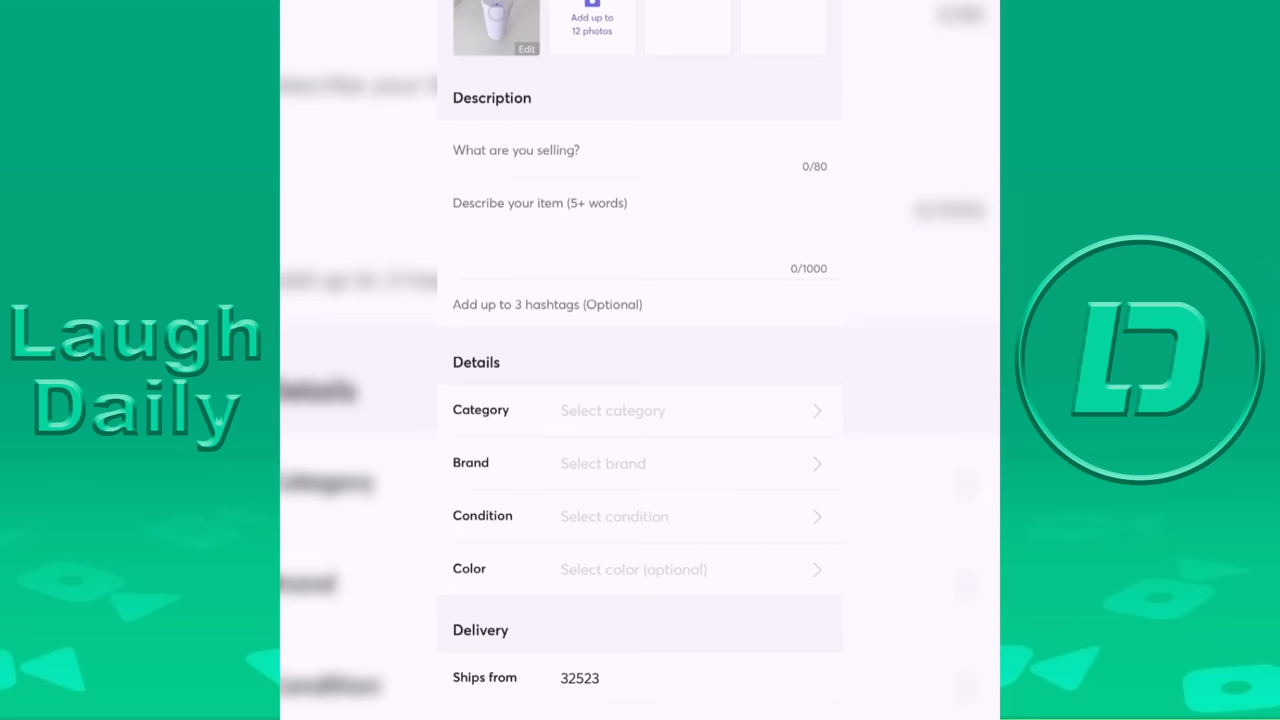 Edit
Add up to
12 photos
Description
What are you selling?
0/80
Describe your item (5+ words)
0/1000
Add up to 3 hashtags (Optional)
Details
Category Select category
Brand Select brand
Condition Select condition
Color Select color (optional)
Delivery
Ships from 32523
Laugh
Daily
LD